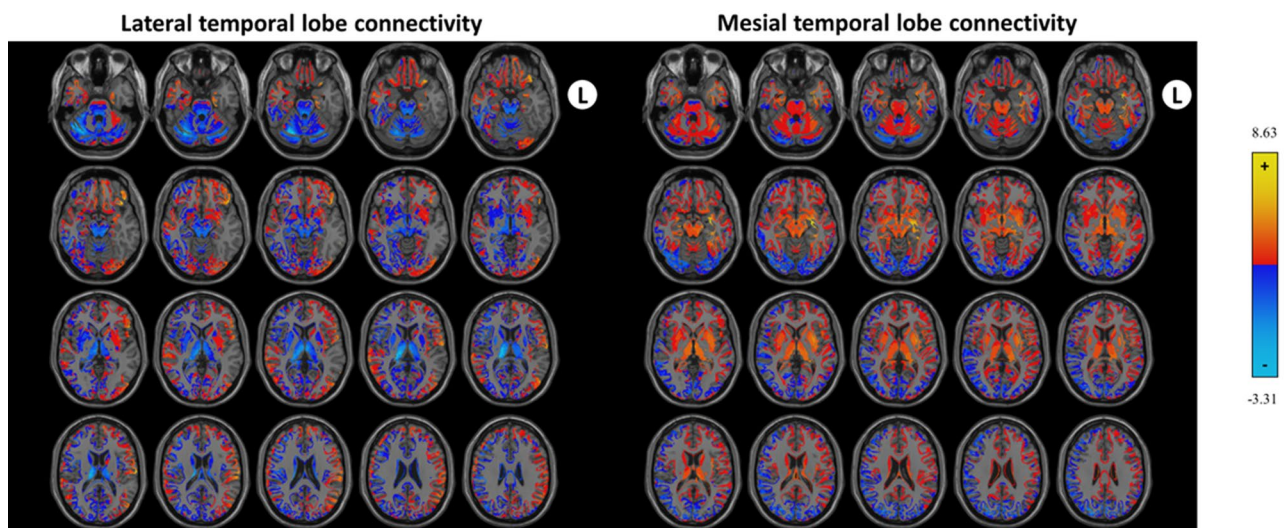 Lateral temporal lobe connectivity
Mesial temporal lobe connectivity
L
L
8.63
+
-
-3.31